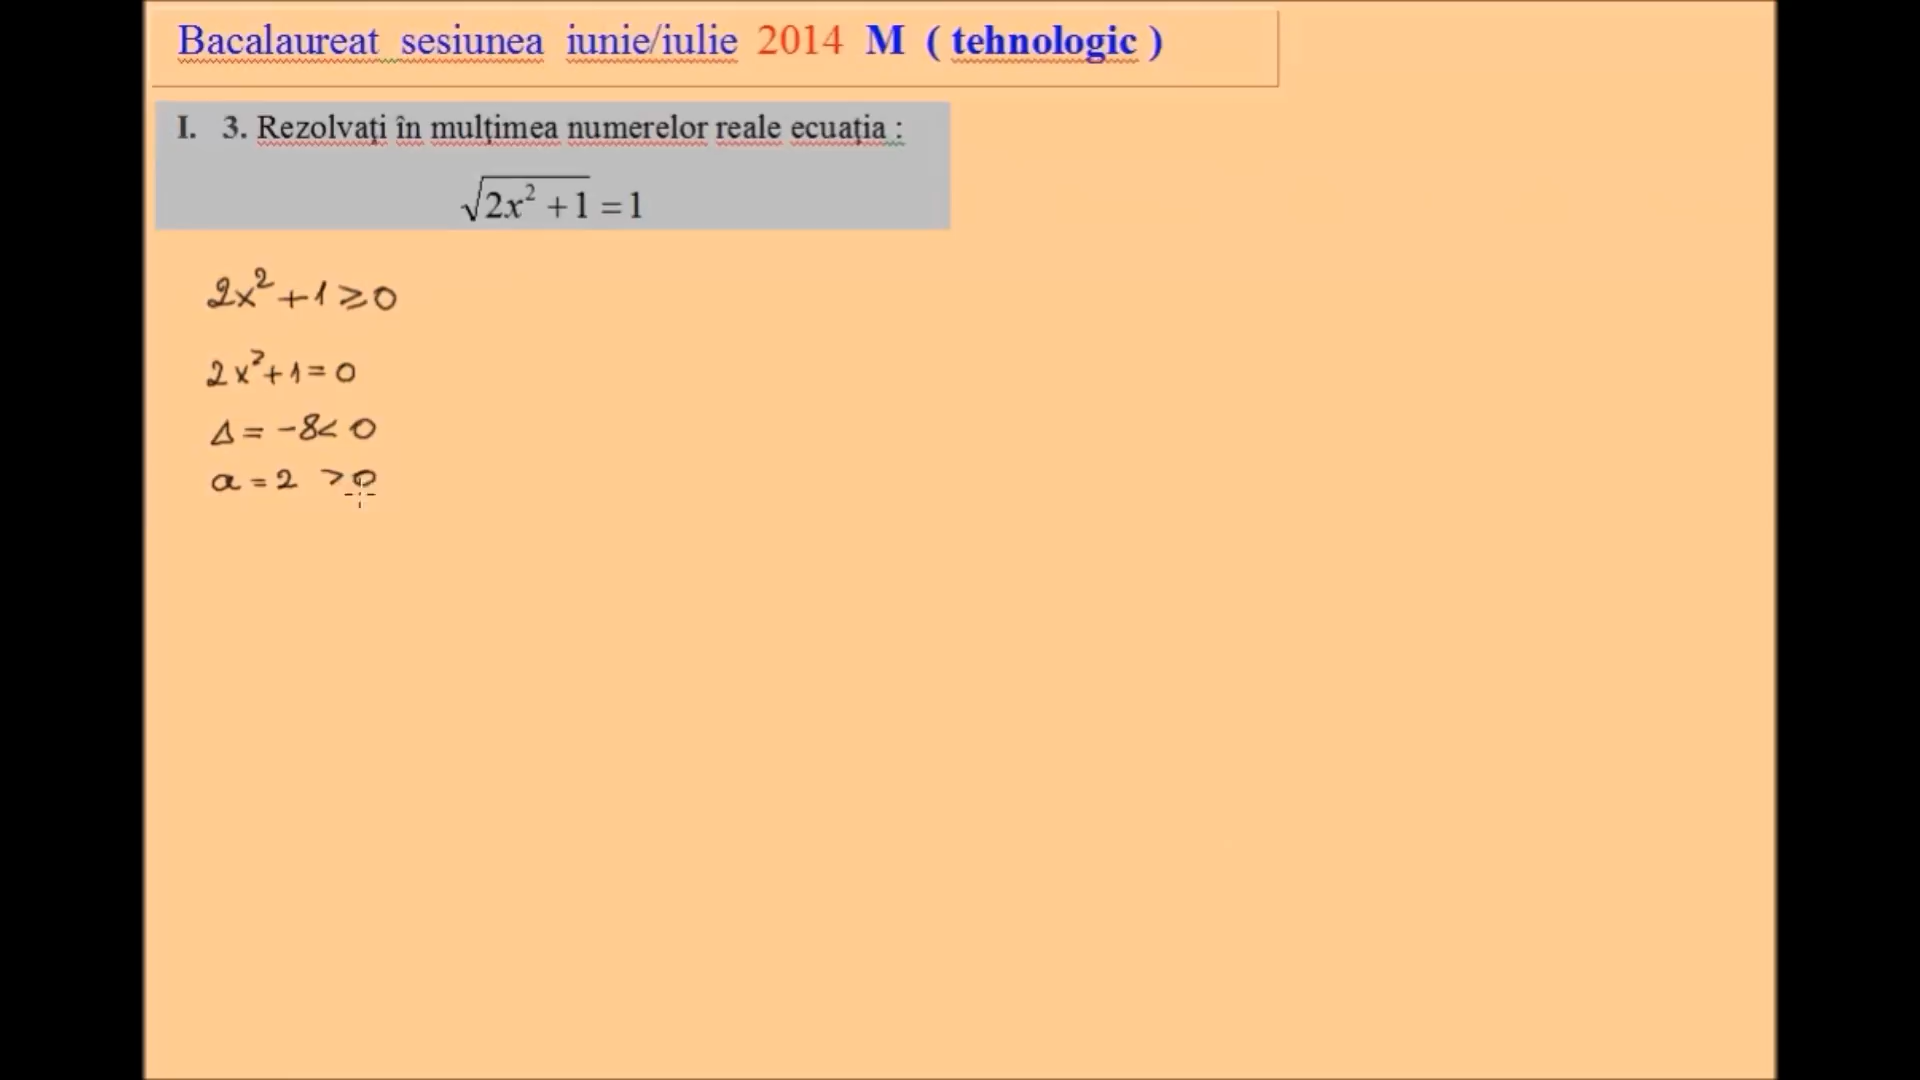 Bacalaureat sesiunea iunie/iulie 2014 M ( tehnologic )
I. 3. Rezolvați în mulțimea numerelor reale ecuația :
√(2x² + 1) = 1
2x² + 1 ≥ 0
2x² + 1 = 0
Δ = -8 < 0
a = 2 > 0